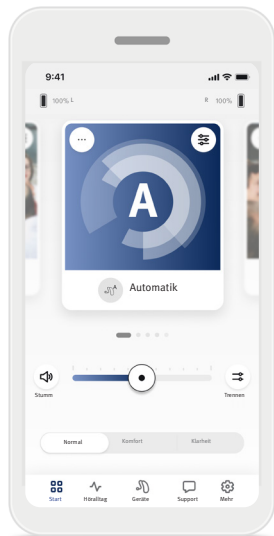 9:41
100% L
R 100%
A
A
Automatik
Stumm
Trennen
Normal
Komfort
Klarheit
Start
Höralltag
Geräte
Support
Mehr